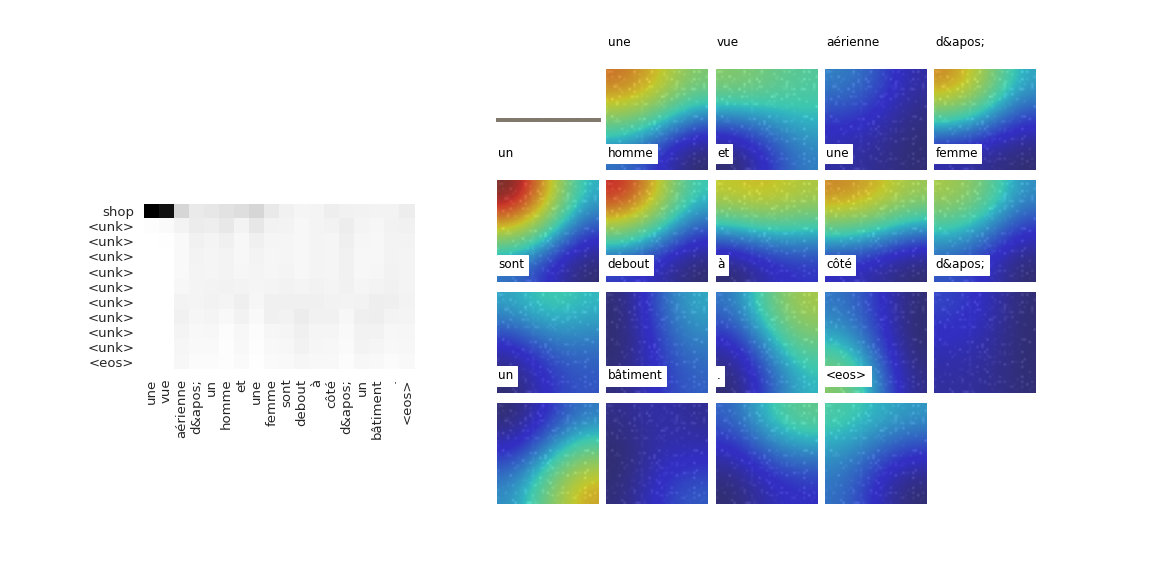 shop
<unk>
<unk>
<unk>
<unk>
<unk>
<unk>
<unk>
<unk>
<unk>
<eos>
une
vue
aérienne
d&apos;
un
homme
et
une
femme
sont
debout
à
côté
d&apos;
un
bâtiment
.
<eos>
une vue aérienne d&apos;
un homme et une femme
sont debout à côté d&apos;
un bâtiment . <eos>